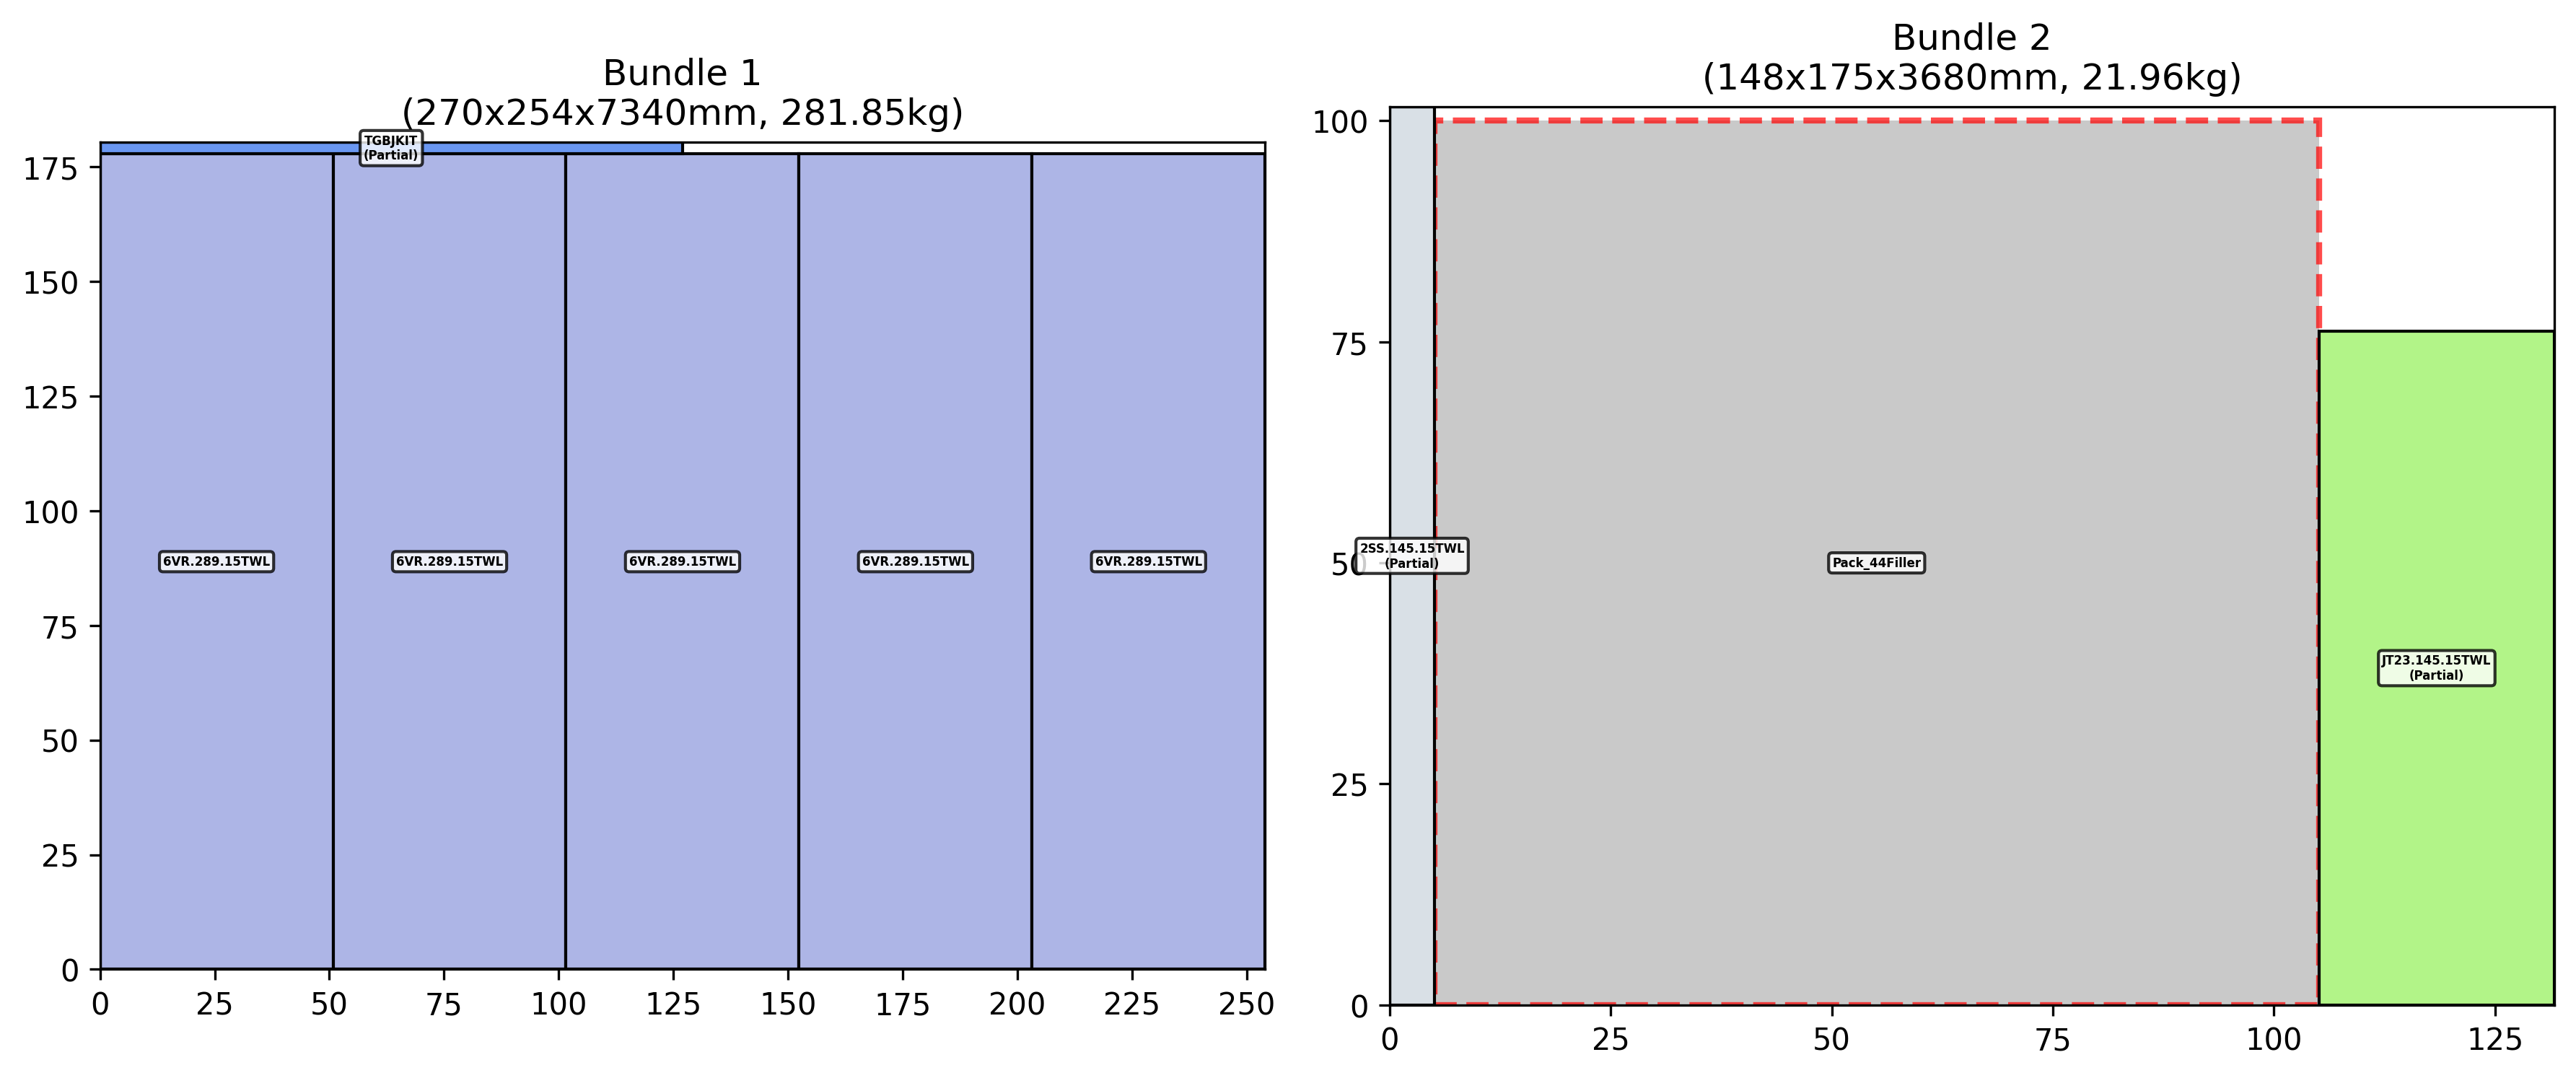 Bundle 1
(270x254x7340mm, 281.85kg)
TGBJKIT
(Partial)
175
150
125
100
75
50
25
0
6VR.289.15TWL
6VR.289.15TWL
6VR.289.15TWL
6VR.289.15TWL
6VR.289.15TWL
0
25
50
75
100
125
150
175
200
225
250
Bundle 2
(148x175x3680mm, 21.96kg)
100
75
50
25
0
2SS.145.15TWL
(Partial)
Pack_44Filler
JT23.145.15TWL
(Partial)
0
25
50
75
100
125